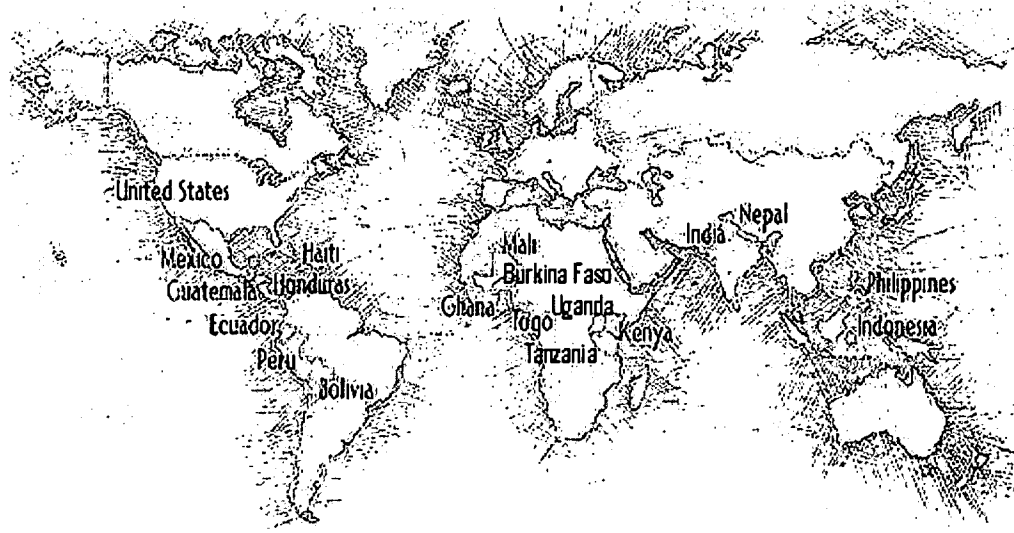 United States
Mexico
Haiti
Guatemala
Honduras
Ecuador
Peru
Bolivia
Mali
Burkina Faso
Ghana
Togo
Uganda
Kenya
Tanzania
India
Nepal
Philippines
Indonesia